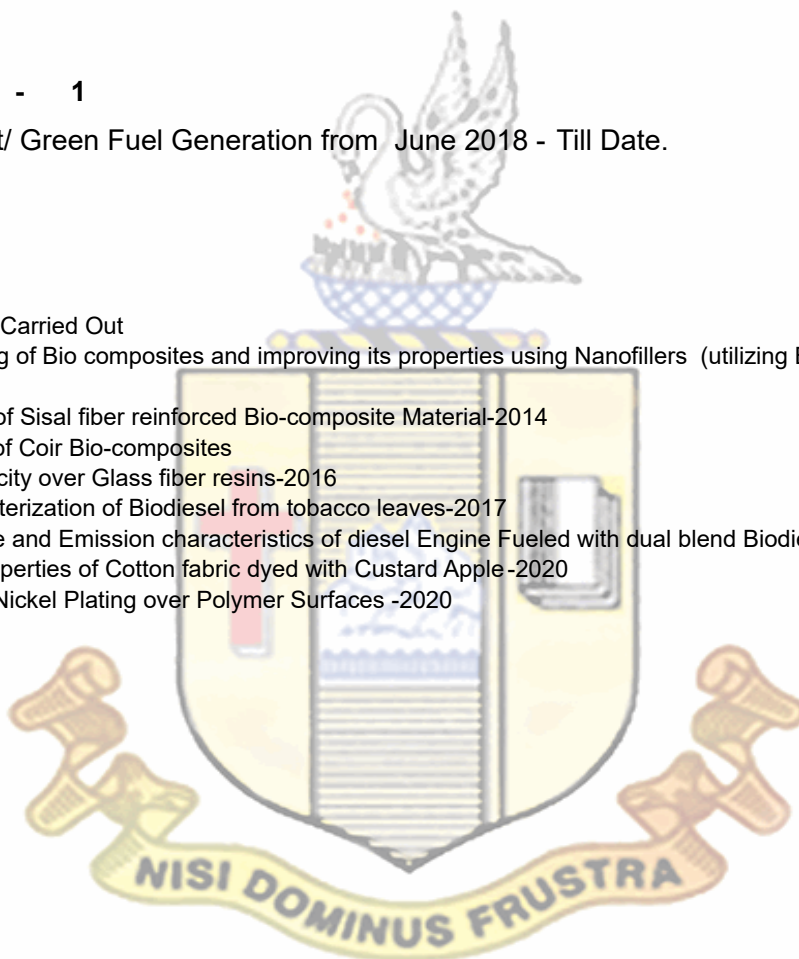 - 1
t/ Green Fuel Generation from June 2018 - Till Date.
Carried Out
g of Bio composites and improving its properties using Nanofillers (utilizing
of Sisal fiber reinforced Bio-composite Material-2014
of Coir Bio-composites
city over Glass fiber resins-2016
terization of Biodiesel from tobacco leaves-2017
e and Emission characteristics of diesel Engine Fueled with dual blend Biodie
perties of Cotton fabric dyed with Custard Apple-2020
Nickel Plating over Polymer Surfaces -2020
NISI DOMINUS FRUSTRA